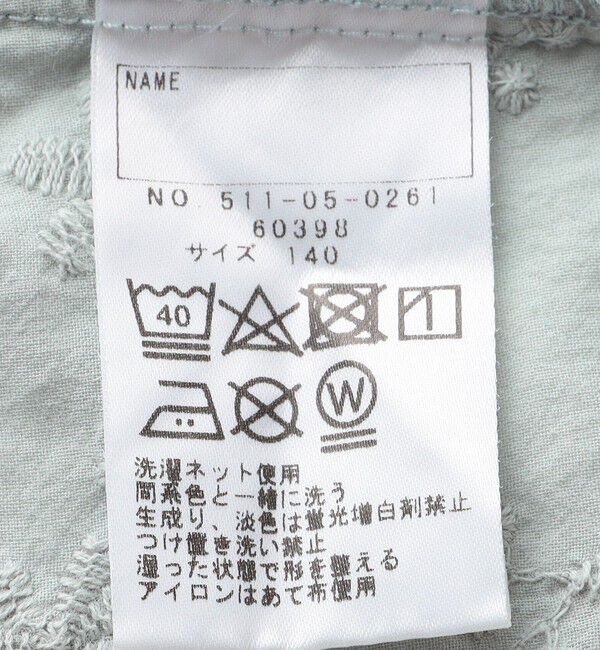 NAME
NO. 511-05-0261
60398
サイズ 140
40
W
洗濯ネット使用
同系色と一緒に洗う
生成り、淡色は蛍光増白剤禁止
つけ置き洗い禁止
湿った状態で形を整える
アイロンはあて布使用